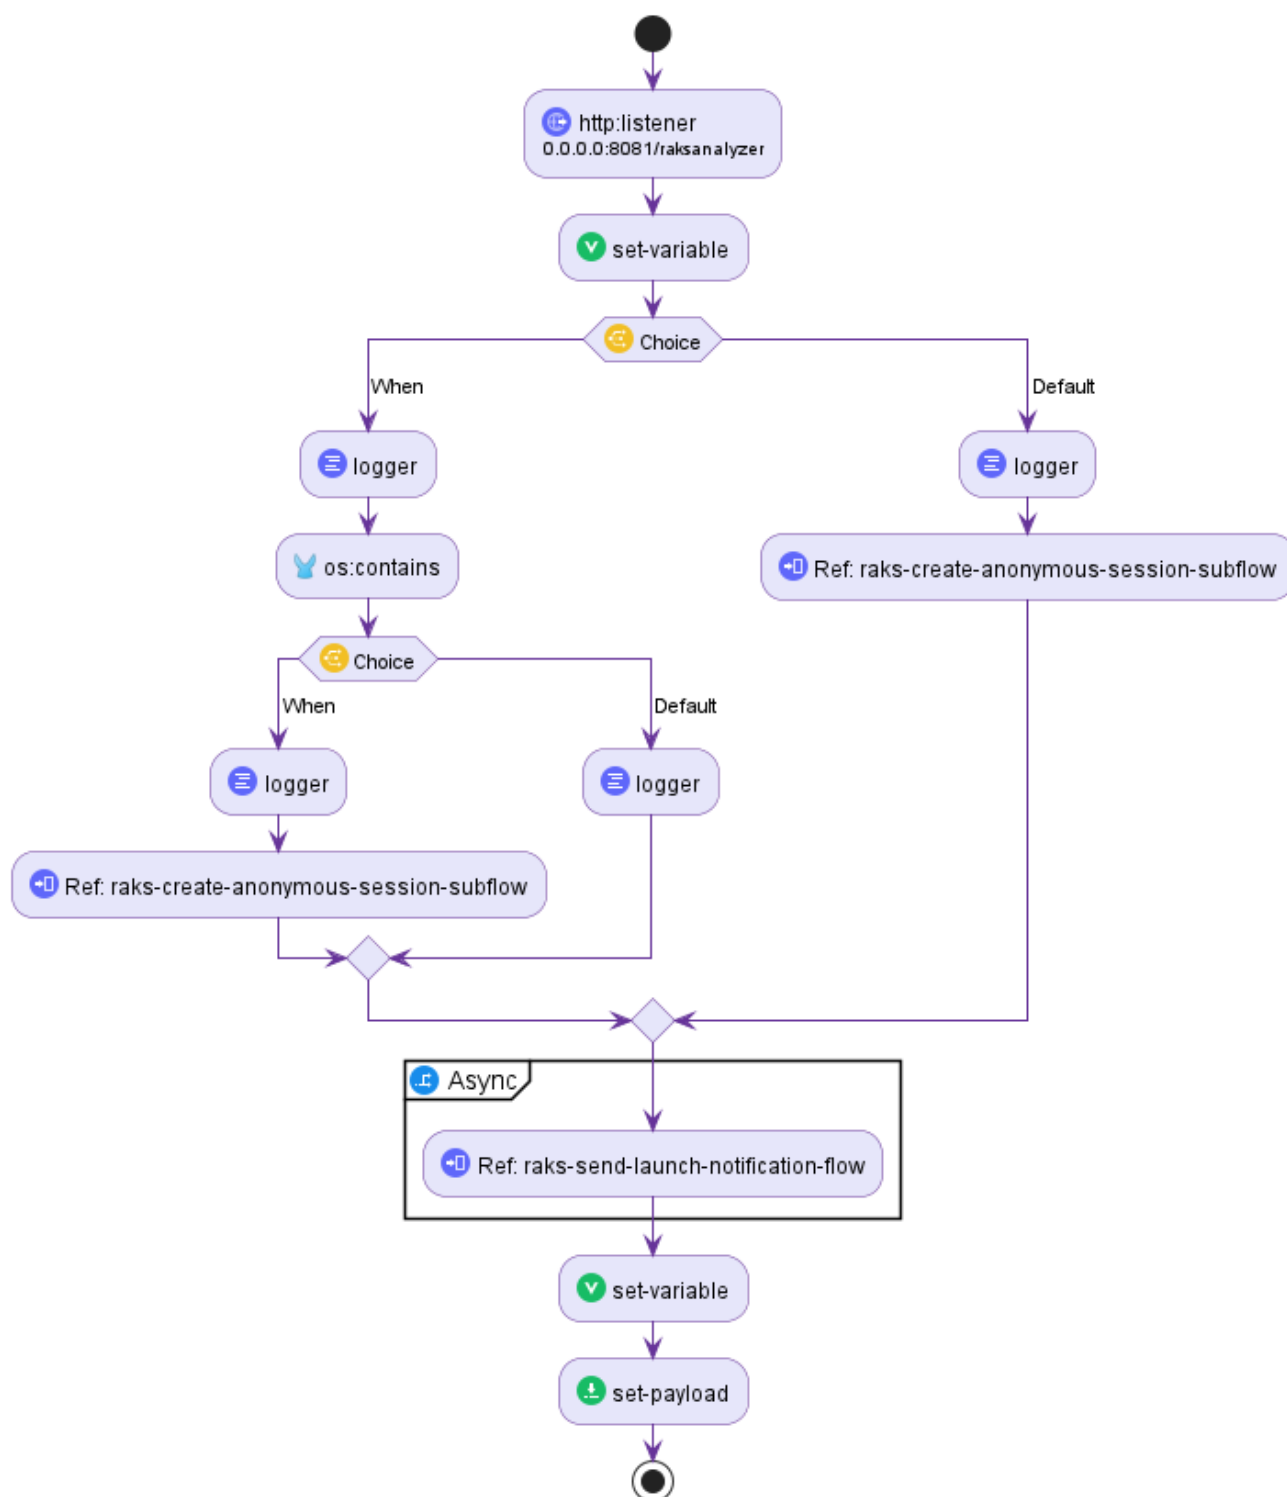 http:listener
0.0.0.0:8081/raksanalyzer
set-variable
Choice
When
Default
logger
logger
os:contains
Ref: raks-create-anonymous-session-subflow
Choice
When
Default
logger
logger
Ref: raks-create-anonymous-session-subflow
Async
Ref: raks-send-launch-notification-flow
set-variable
set-payload